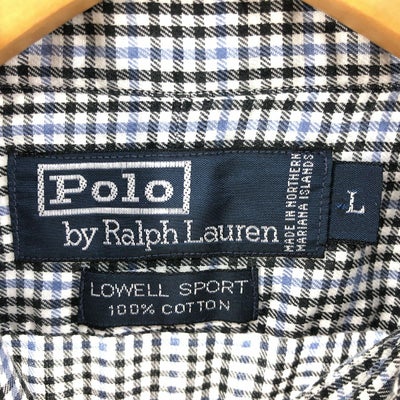 Polo
by Ralph Lauren
MADE IN NORTHERN
MARIANA ISLANDS
L
LOWELL SPORT
100% COTTON